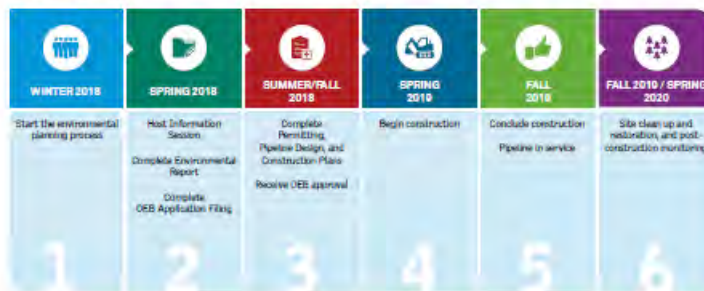 WINTER 2018
Start the environmental
planning process
1
SPRING 2018
Host Information
Session
Complete Environmental
Report
Complete
OEB Application Filing
2
SUMMER/FALL
2018
Complete
Permitting,
Pipeline Design, and
Construction Plans
Receive OEB approval
3
SPRING
2019
Begin construction
4
FALL
2019
Conclude construction
Pipeline in service
5
FALL 2019 / SPRING
2020
Site clean up and
restoration, and post-
construction monitoring
6